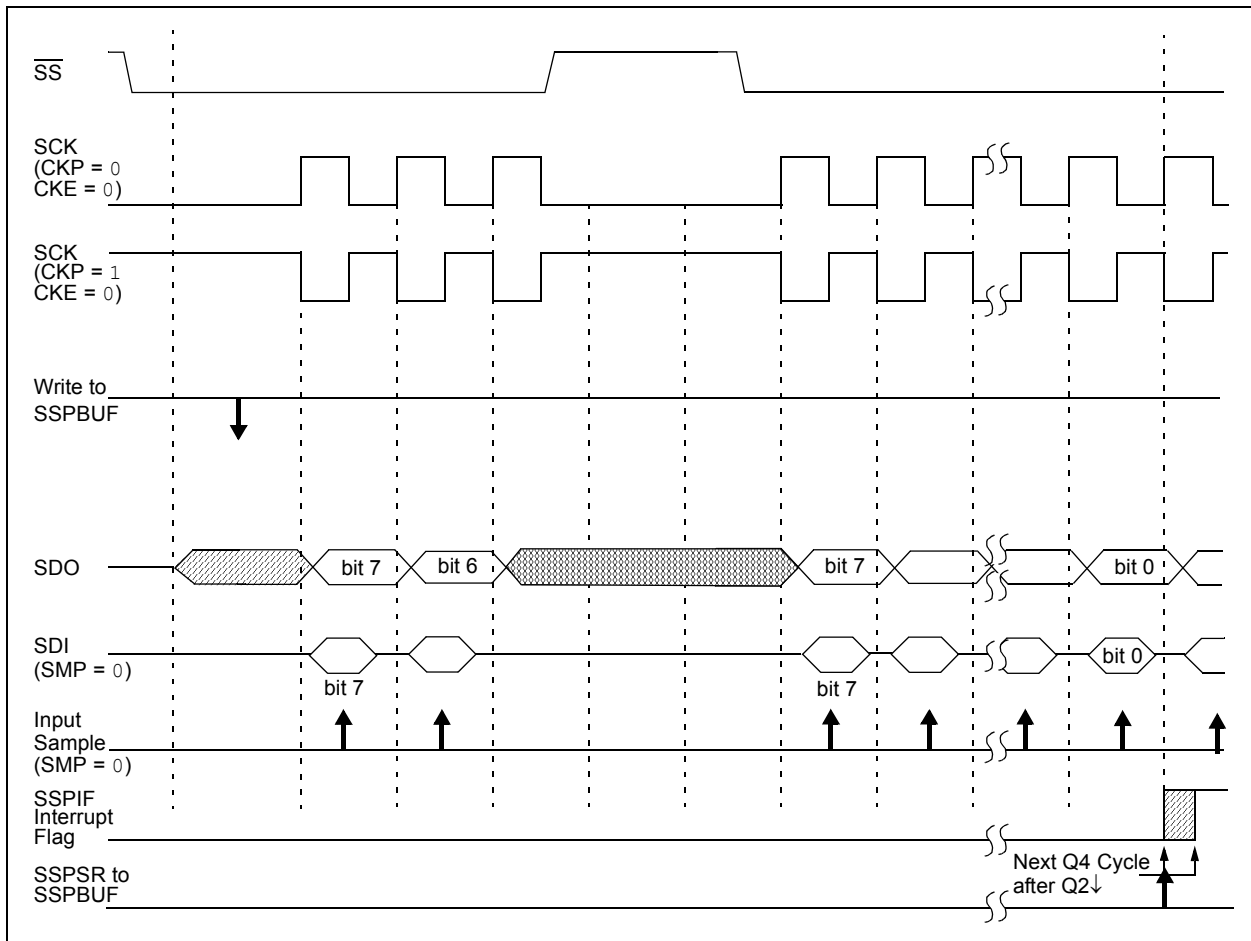 SS
SCK
(CKP = 0
CKE = 0)
SCK
(CKP = 1
CKE = 0)
Write to
SSPBUF
SDO
bit 7
bit 6
bit 7
bit 0
SDI
(SMP = 0)
bit 7
bit 7
bit 0
Input
Sample
(SMP = 0)
SSPIF
Interrupt
Flag
SSPSR to
SSPBUF
Next Q4 Cycle
after Q2↓